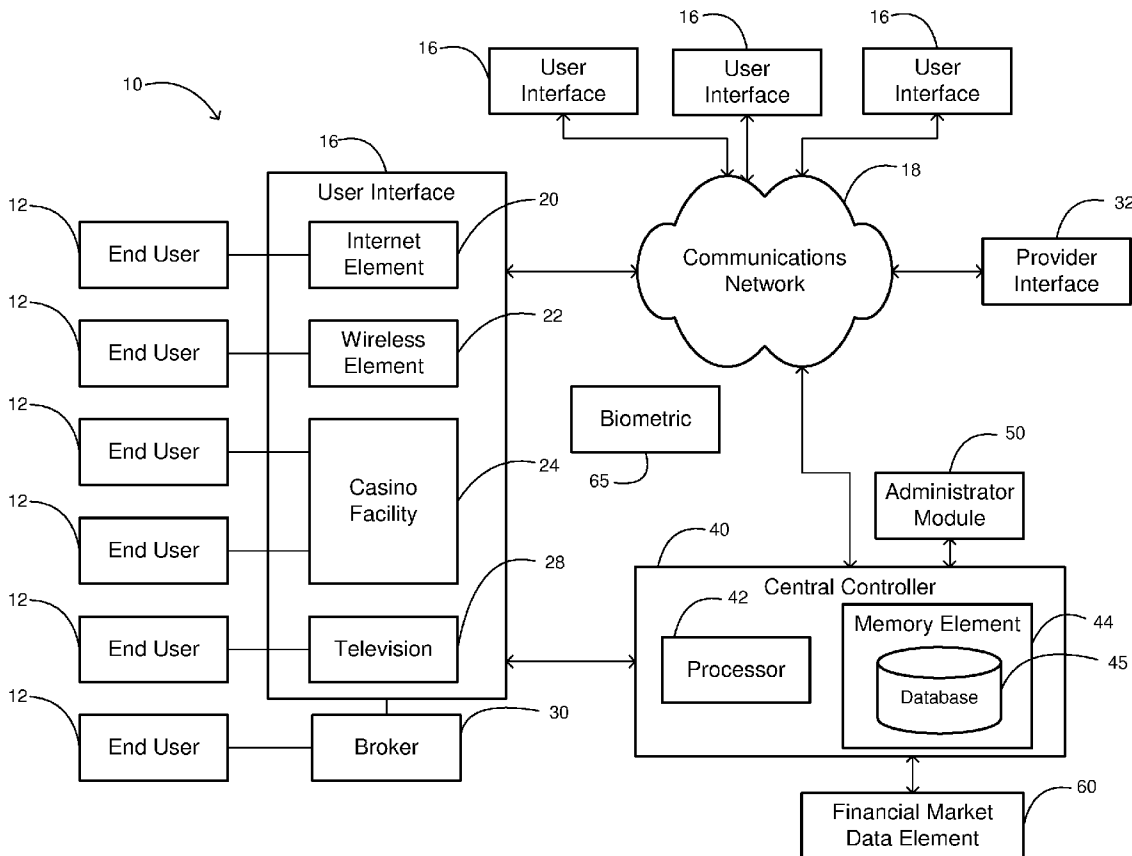 16
User
Interface
16
User
Interface
16
User
Interface
10
16
User Interface
18
Communications
Network
32
Provider
Interface
12
End User
Internet
Element
20
12
End User
Wireless
Element
22
12
End User
Casino
Facility
24
12
End User
Biometric
65
50
Administrator
Module
12
End User
Television
28
40
Central Controller
42
Processor
Memory Element
44
Database
45
12
End User
Broker
30
Financial Market
Data Element
60